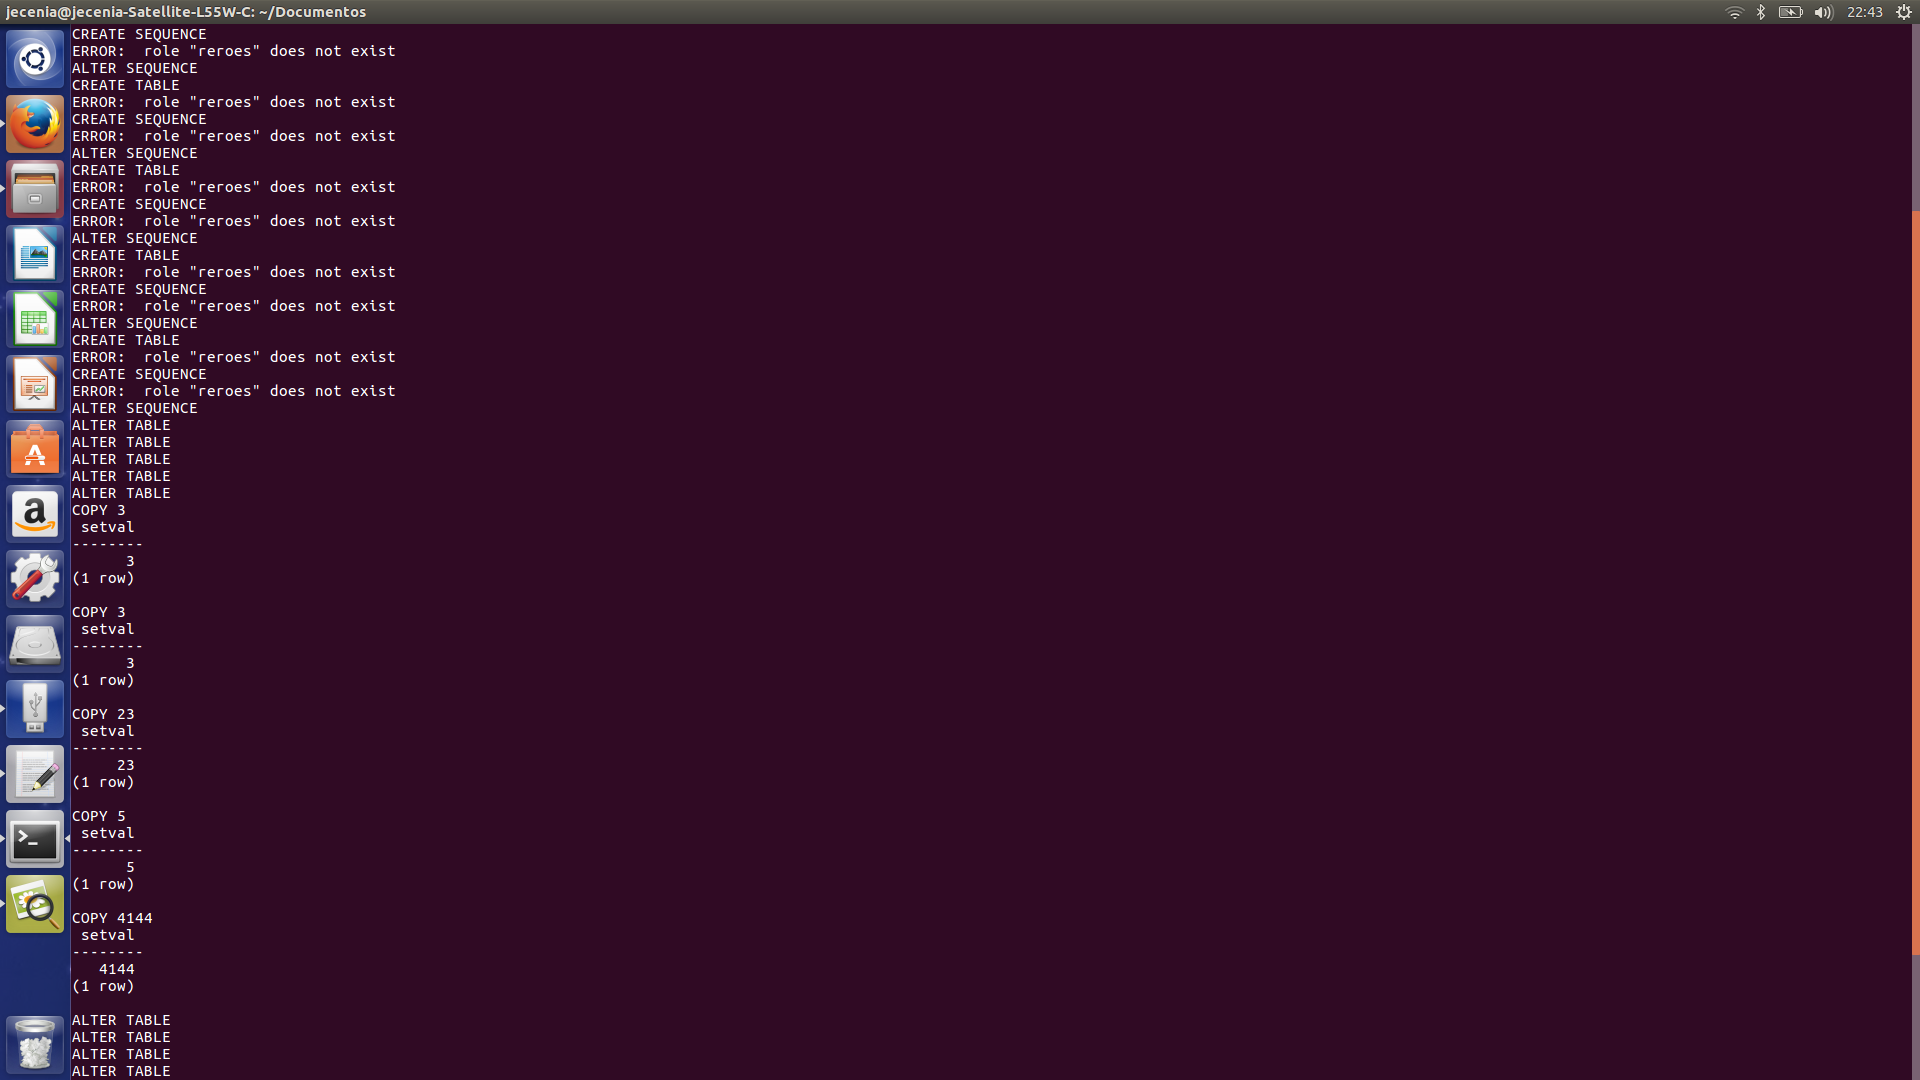 jecenia@jecenia-Satellite-L55W-C: ~/Documentos
22:43
CREATE SEQUENCE
ERROR:  role "reroes" does not exist
ALTER SEQUENCE
CREATE TABLE
ERROR:  role "reroes" does not exist
CREATE SEQUENCE
ERROR:  role "reroes" does not exist
ALTER SEQUENCE
CREATE TABLE
ERROR:  role "reroes" does not exist
CREATE SEQUENCE
ERROR:  role "reroes" does not exist
ALTER SEQUENCE
CREATE TABLE
ERROR:  role "reroes" does not exist
CREATE SEQUENCE
ERROR:  role "reroes" does not exist
ALTER SEQUENCE
CREATE TABLE
ERROR:  role "reroes" does not exist
CREATE SEQUENCE
ERROR:  role "reroes" does not exist
ALTER SEQUENCE
ALTER TABLE
ALTER TABLE
ALTER TABLE
ALTER TABLE
ALTER TABLE
COPY 3
 setval
--------
      3
(1 row)

COPY 3
 setval
--------
      3
(1 row)

COPY 23
 setval
--------
     23
(1 row)

COPY 5
 setval
--------
      5
(1 row)

COPY 4144
 setval
--------
   4144
(1 row)

ALTER TABLE
ALTER TABLE
ALTER TABLE
ALTER TABLE